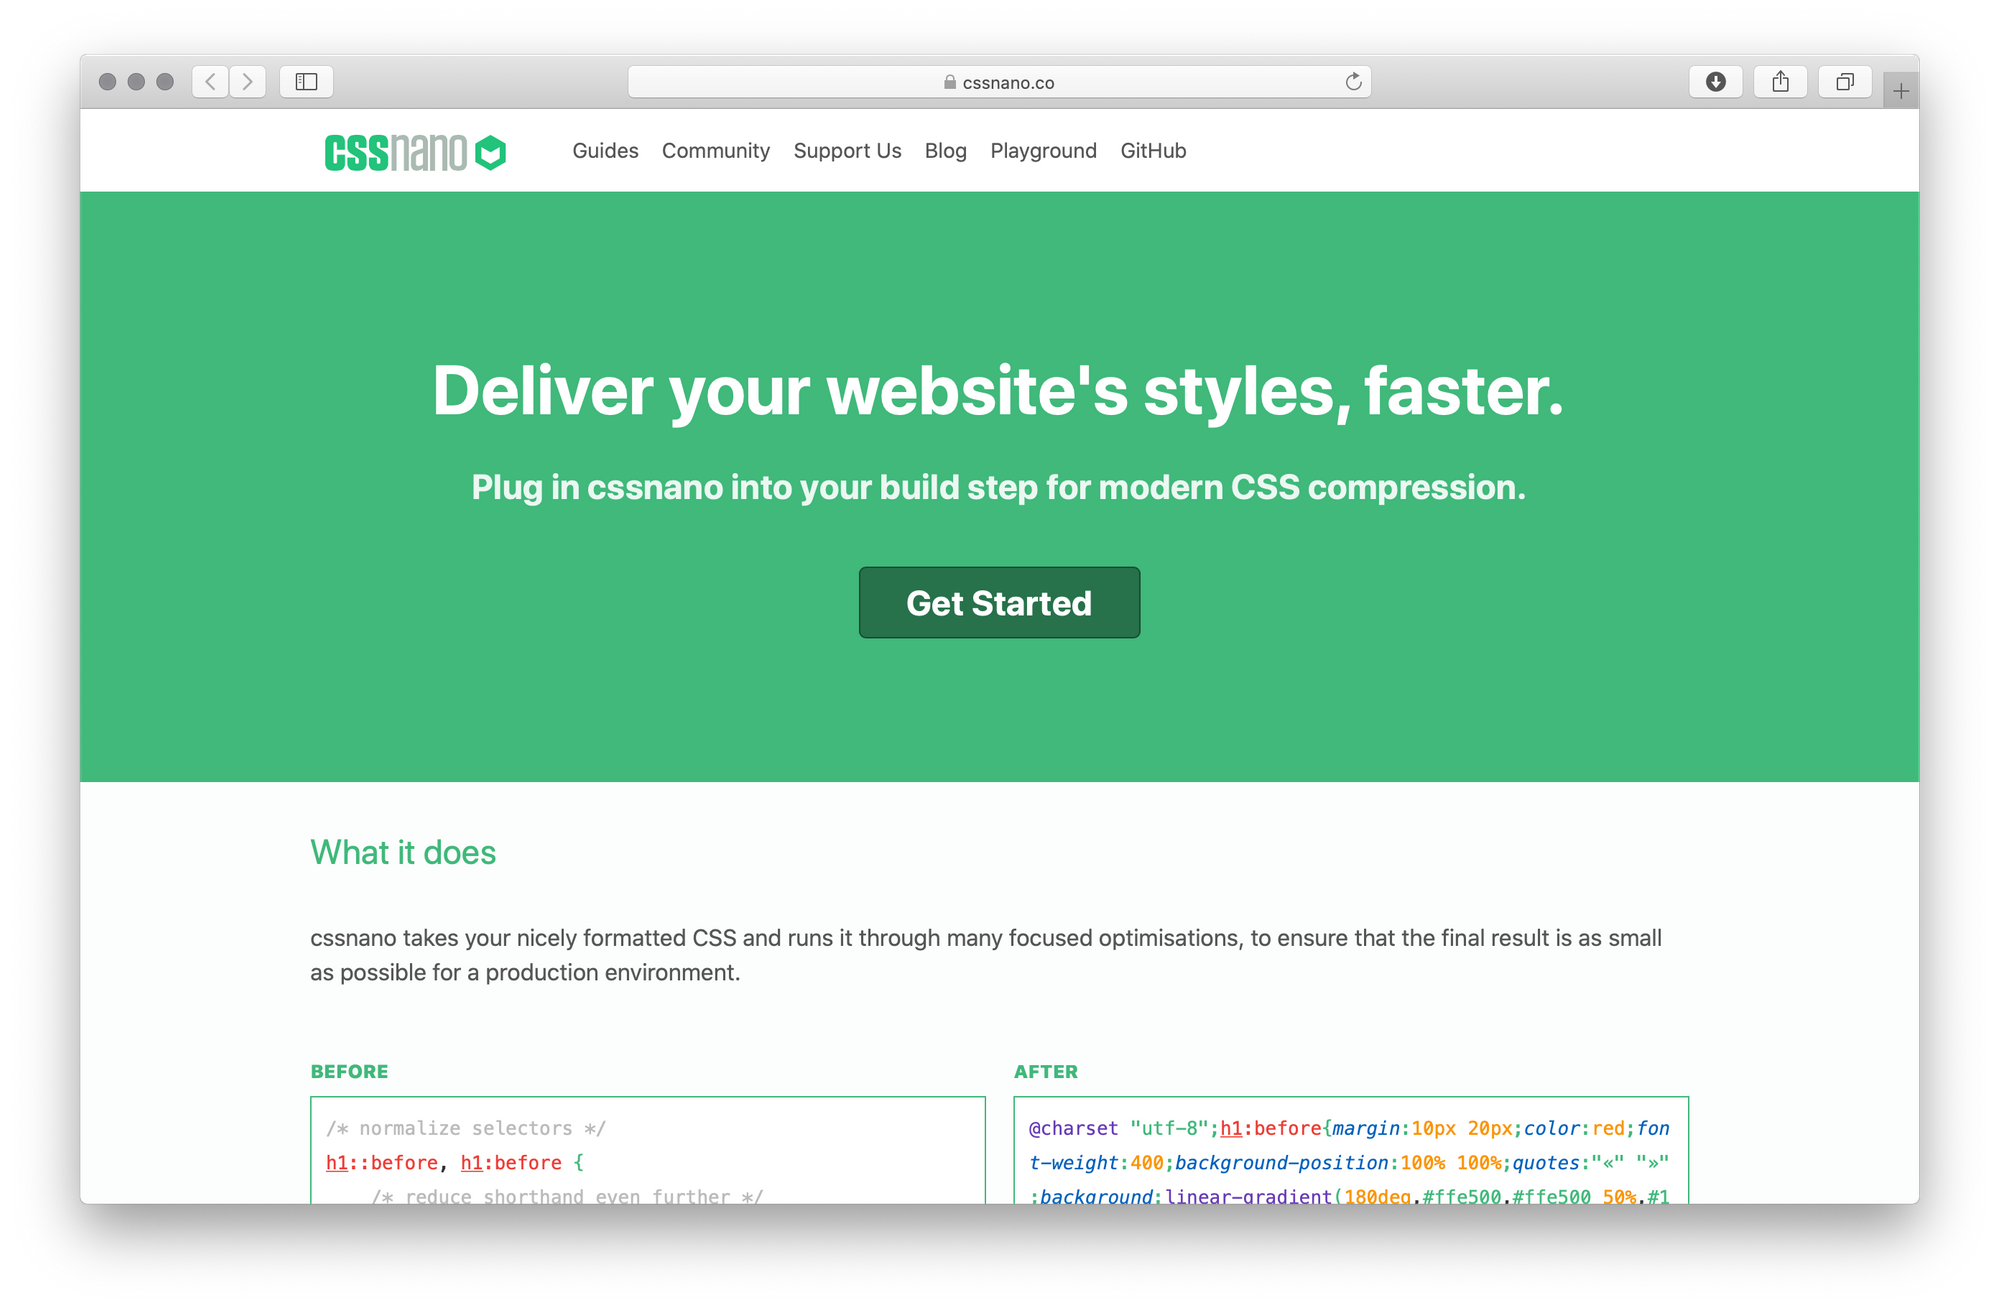 cssnano.co
cssnano
Guides Community Support Us Blog Playground GitHub
Deliver your website's styles, faster.
Plug in cssnano into your build step for modern CSS compression.
Get Started
What it does
cssnano takes your nicely formatted CSS and runs it through many focused optimisations, to ensure that the final result is as small
as possible for a production environment.
BEFORE
/* normalize selectors */
h1::before, h1:before {
/* reduce shorthand even further */
AFTER
@charset "utf-8";h1:before{margin:10px 20px;color:red;fon
t-weight:400;background-position:100% 100%;quotes:"«" "»"
;background:linear-gradient(180deg,#ffe500,#ffe500 50%,#1